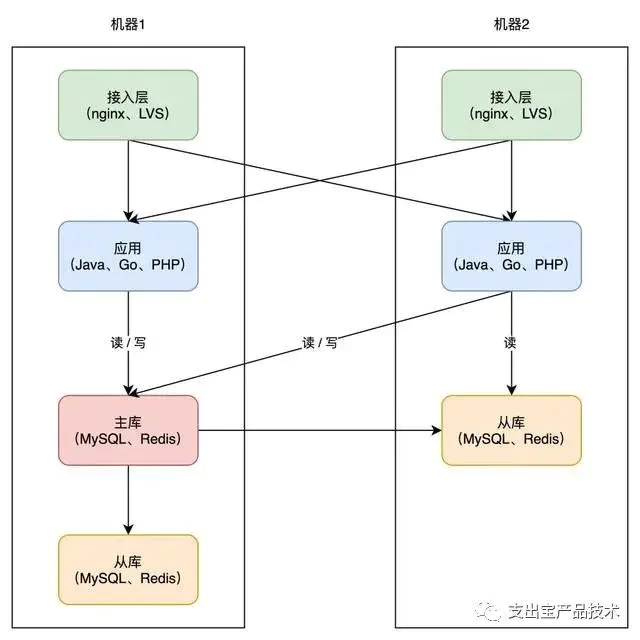 机器1
机器2
接入层
（nginx、LVS）
接入层
（nginx、LVS）
应用
（Java、Go、PHP）
应用
（Java、Go、PHP）
读 / 写
读 / 写
读
主库
（MySQL、Redis）
从库
（MySQL、Redis）
从库
（MySQL、Redis）
支出宝产品技术